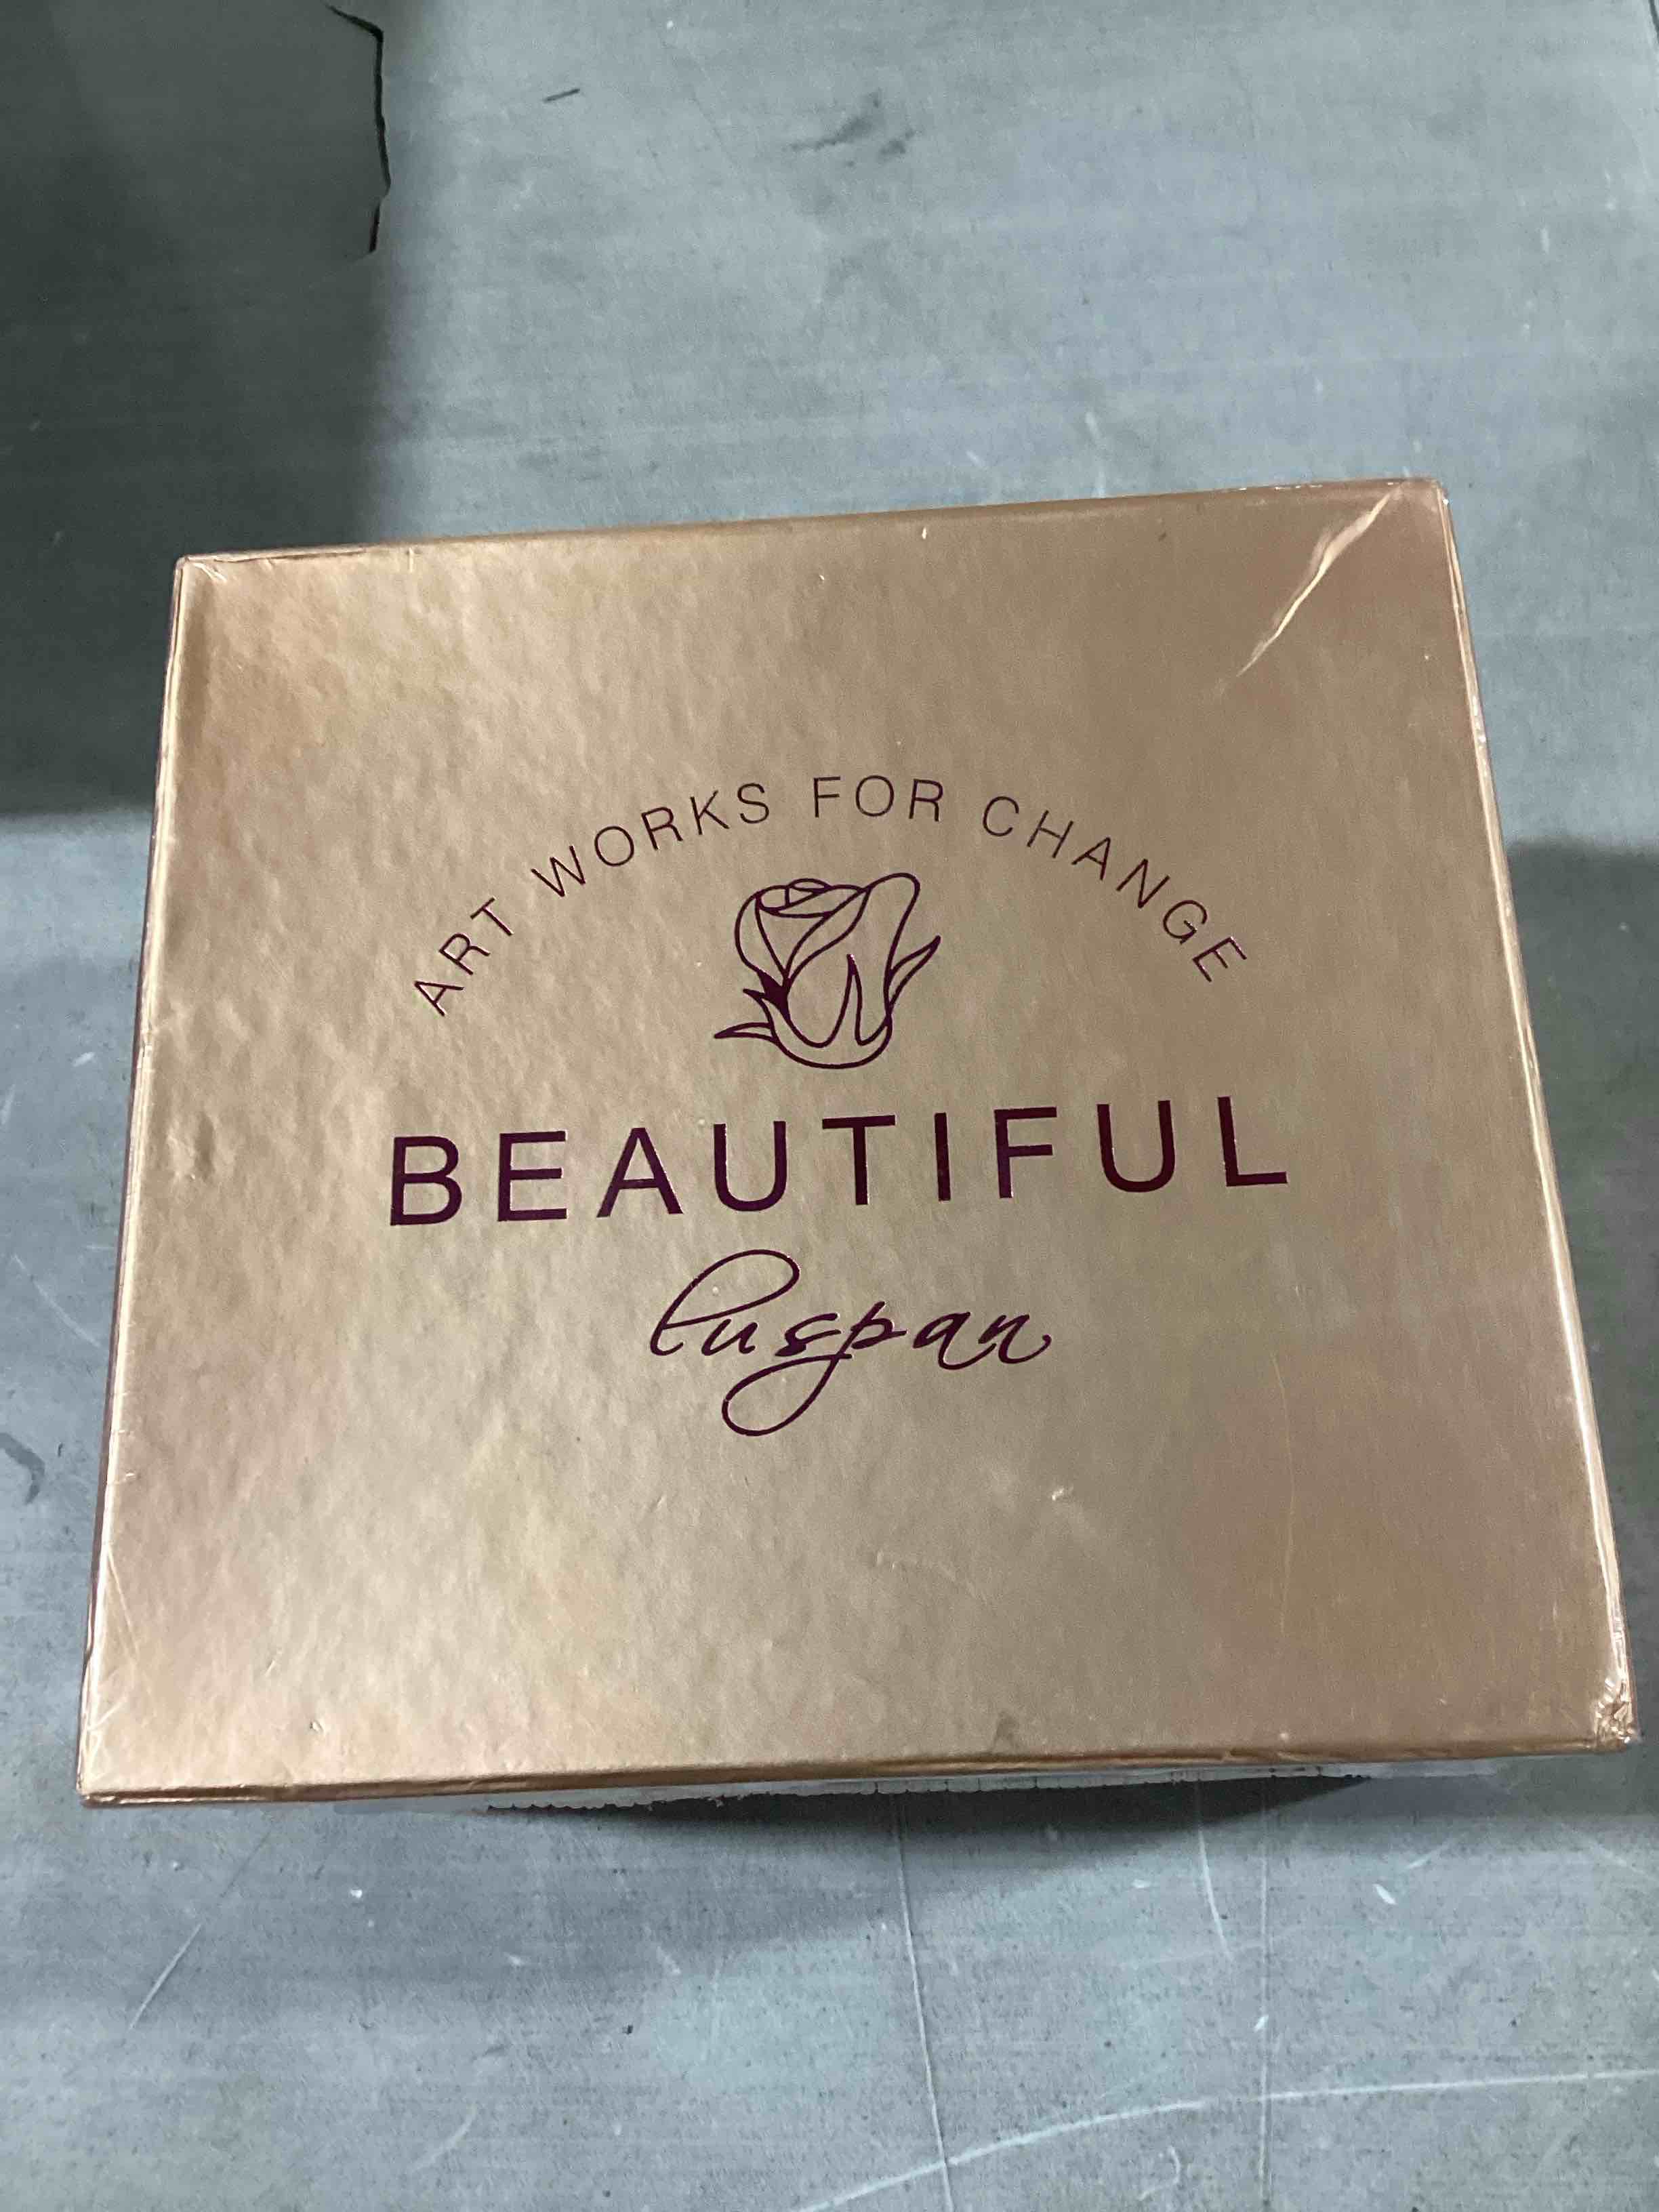 ART WORKS FOR CHANGE
BEAUTIFUL
luspan